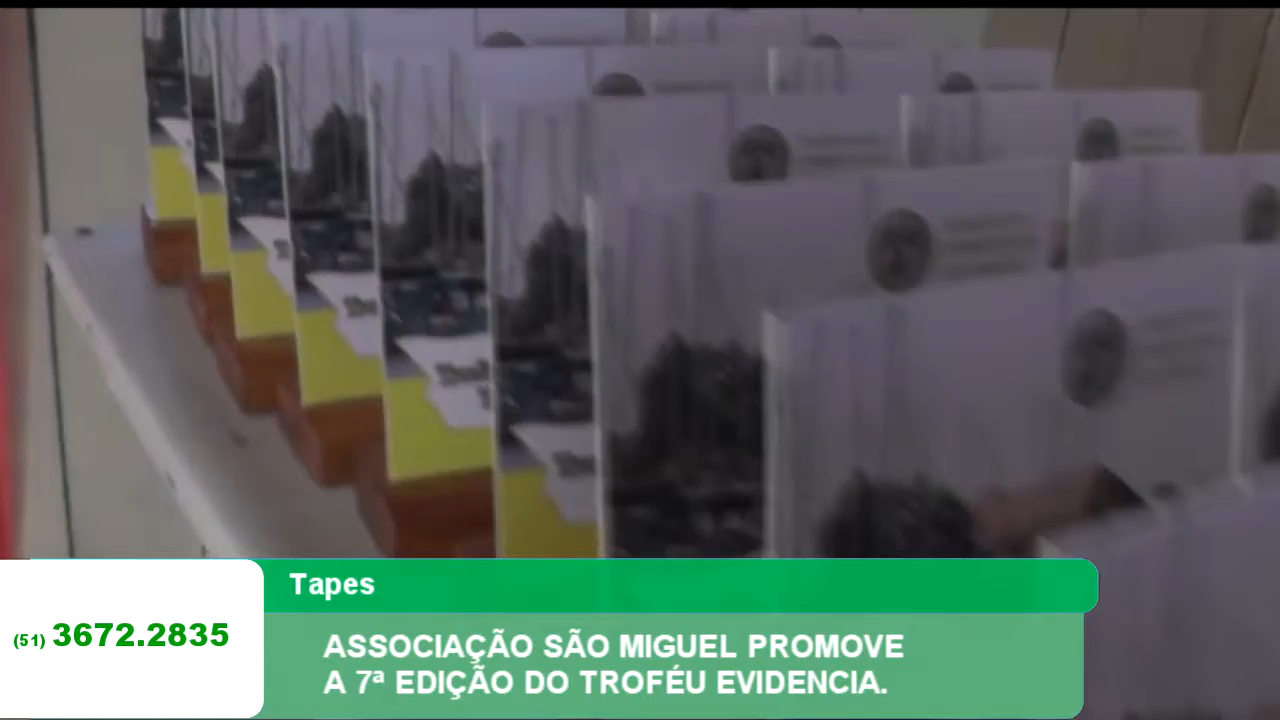 Tapes
(51) 3672.2835
ASSOCIAÇÃO SÃO MIGUEL PROMOVE
A 7ª EDIÇÃO DO TROFÉU EVIDENCIA.